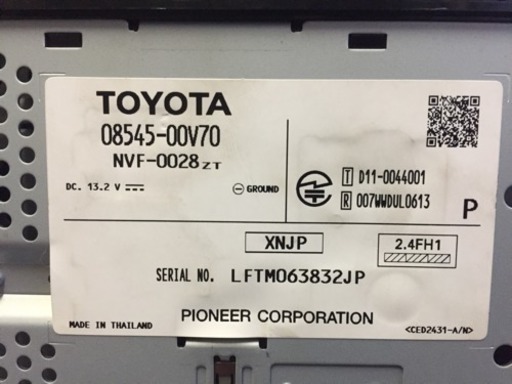 TOYOTA
08545-00V70
NVF-0028ZT
DC. 13.2 V
GROUND
T D11-0044001
R 007WWDUL0613
P
XNJP
2.4FH1
SERIAL NO. LFTM063832JP
PIONEER CORPORATION
MADE IN THAILAND
<CED2431-A/N>